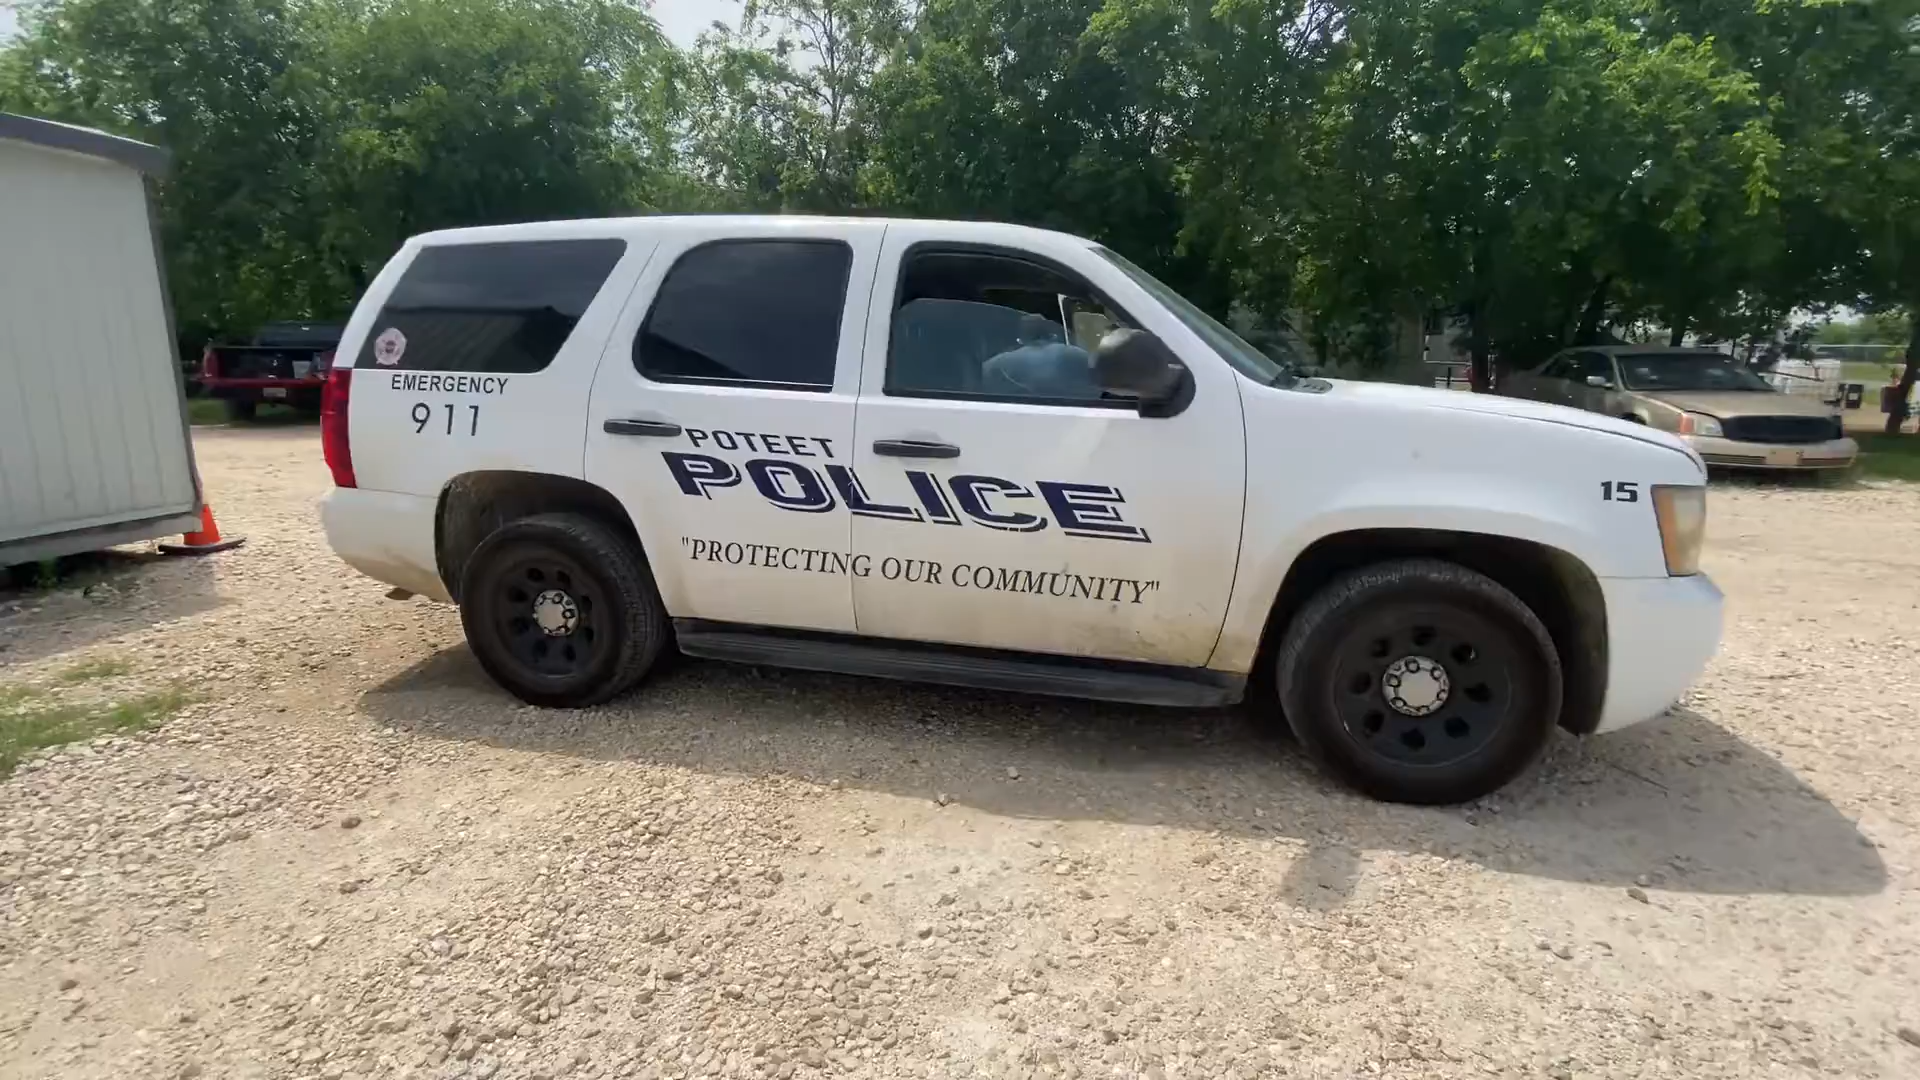 EMERGENCY
911
POTEET
POLICE
"PROTECTING OUR COMMUNITY"
15